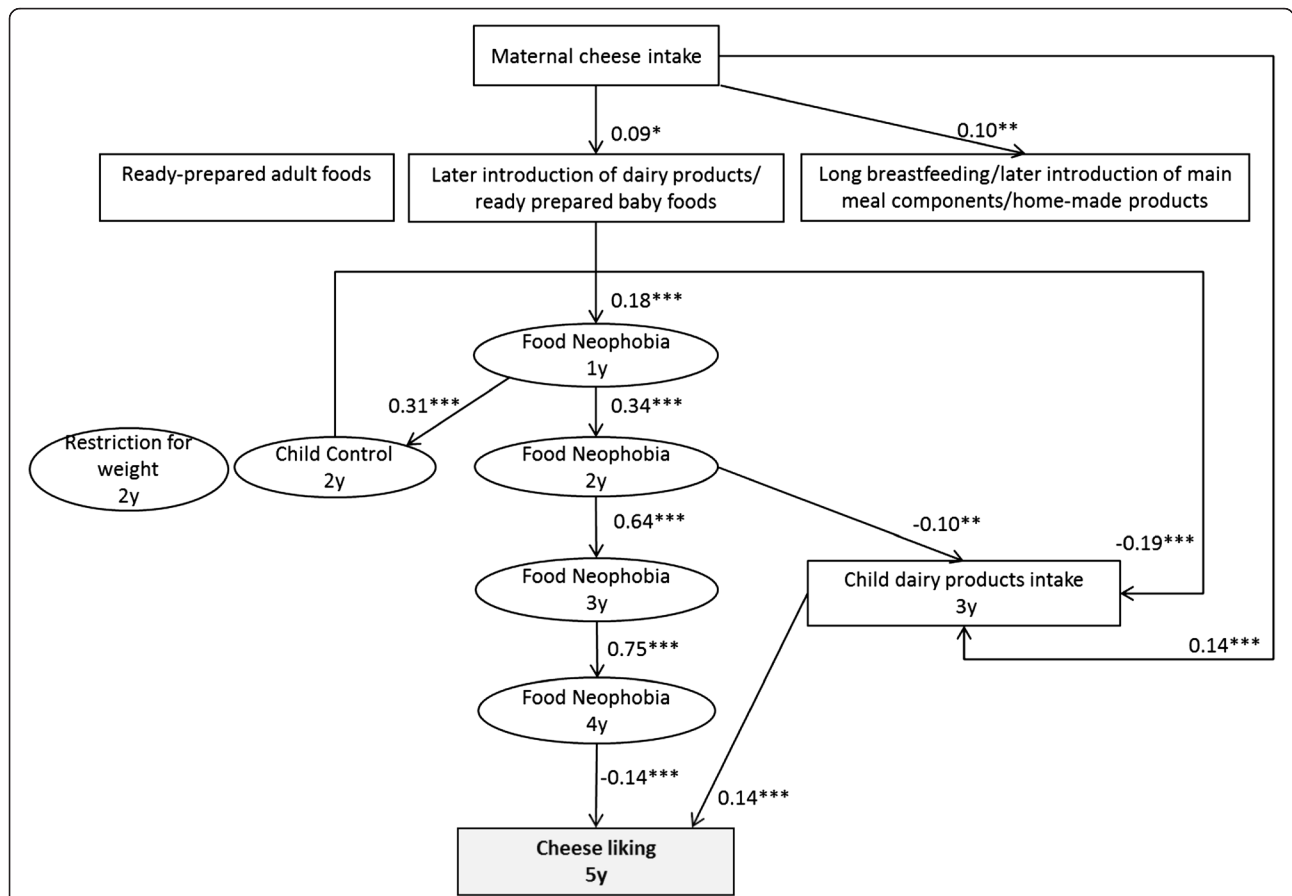 Maternal cheese intake
0.09*
0.10**
Ready-prepared adult foods
Later introduction of dairy products/
ready prepared baby foods
Long breastfeeding/later introduction of main
meal components/home-made products
0.18***
Food Neophobia
1y
0.31***
0.34***
Restriction for
weight
2y
Child Control
2y
Food Neophobia
2y
0.64***
-0.10**
-0.19***
Food Neophobia
3y
Child dairy products intake
3y
0.75***
0.14***
Food Neophobia
4y
-0.14***
0.14***
Cheese liking
5y